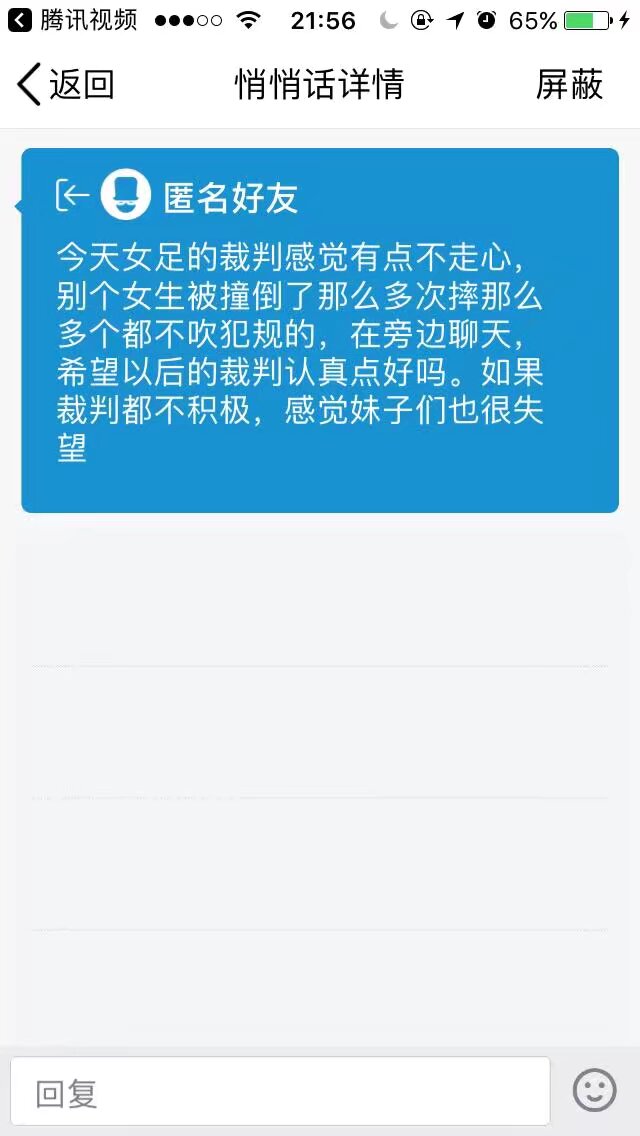 腾讯视频 21:56 65%
返回 悄悄话详情 屏蔽
匿名好友
今天女足的裁判感觉有点不走心，
别个女生被撞倒了那么多次摔那么
多个都不吹犯规的，在旁边聊天，
希望以后的裁判认真点好吗。如果
裁判都不积极，感觉妹子们也很失
望
回复